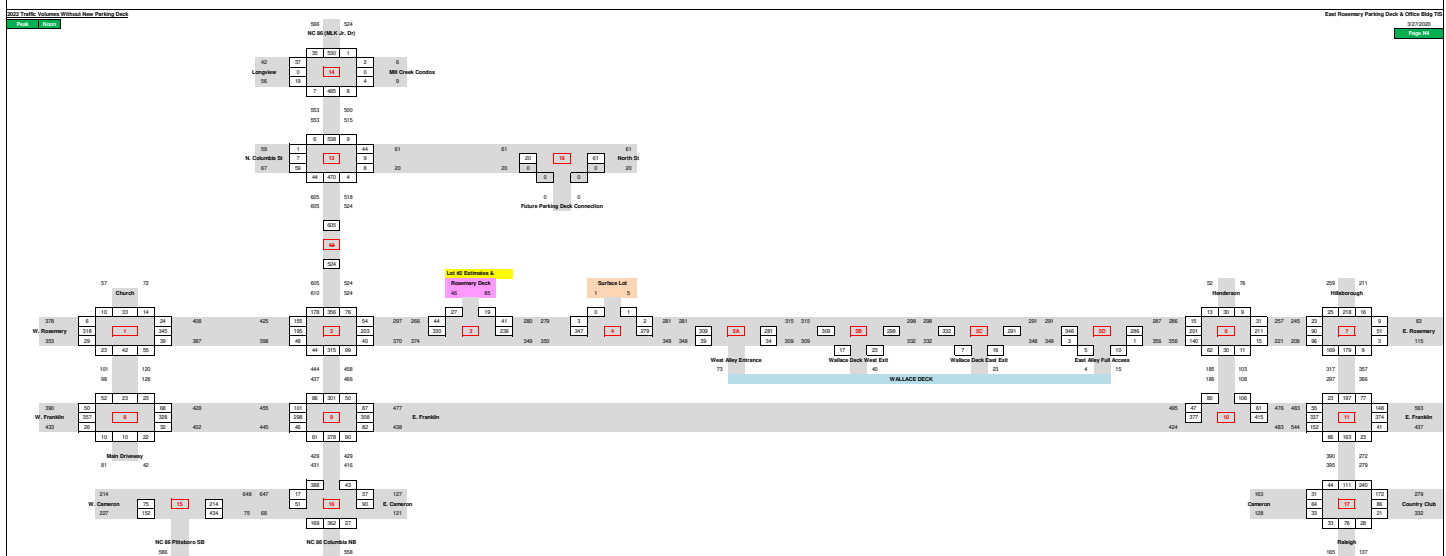 2022 Traffic Volumes Without New Parking Deck East Rosemary Parking Deck & Office Bldg TIS
Peak Noon 566 524 3/27/2020
NC 86 (MLK Jr. Dr) Page N4
35 530 1
42 37 2 6
Longview 0 14 0 Mill Creek Condos
56 19 4 9
7 485 8
553 500
553 515
6 538 9
59 1 44 61 61 61
N. Columbia St 7 13 9 20 18 61 North St
67 59 8 20 20 0 0 20
44 470 4 0 0
605 518 0 0
605 524 Future Parking Deck Connection
605
524
Lot #2 Estimates &
57 72 605 524 Rosemary Deck Surface Lot 52 76 259 211
Church 610 524 46 85 1 5 Henderson Hillsborough
10 33 14 178 356 76 27 19 0 1 13 30 9 25 218 16
378 6 24 408 425 155 54 297 266 44 41 280 279 3 2 281 281 315 315 298 298 291 291 287 286 15 31 257 245 23 9 63
W. Rosemary 318 1 345 195 2 203 330 3 239 347 4 279 309 5A 281 309 5B 298 332 5C 291 346 5D 286 201 6 211 90 7 51 E. Rosemary
353 29 39 387 398 48 40 370 374 349 350 348 348 39 34 309 309 332 332 348 349 3 1 356 356 140 15 221 209 96 3 115
23 42 55 44 315 99 17 23 7 16 5 10 62 30 11 169 179 9
West Alley Entrance Wallace Deck West Exit Wallace Deck East Exit East Alley Full Access
101 120 444 458 73 40 23 4 15 185 103 317 357
98 128 437 466 WALLACE DECK 186 108 297 366
52 23 23 86 301 50 80 106 23 197 77
390 50 68 428 455 101 87 477 495 47 61 476 483 55 148 563
W. Franklin 357 8 328 298 9 308 E. Franklin 377 10 415 337 11 374 E. Franklin
433 26 32 402 445 46 82 438 424 483 544 152 41 437
10 10 22 61 278 90 86 163 23
Main Driveway 429 429 390 272
81 42 431 416 395 279
388 43 44 111 240
214 648 647 17 37 127 163 31 172 279
W. Cameron 75 15 214 51 16 90 E. Cameron Cameron 64 17 86 Country Club
227 152 434 75 68 121 128 33 21 332
169 362 27 33 76 28
NC 86 Pittsboro SB NC 86 Columbia NB Raleigh
586 558 165 137